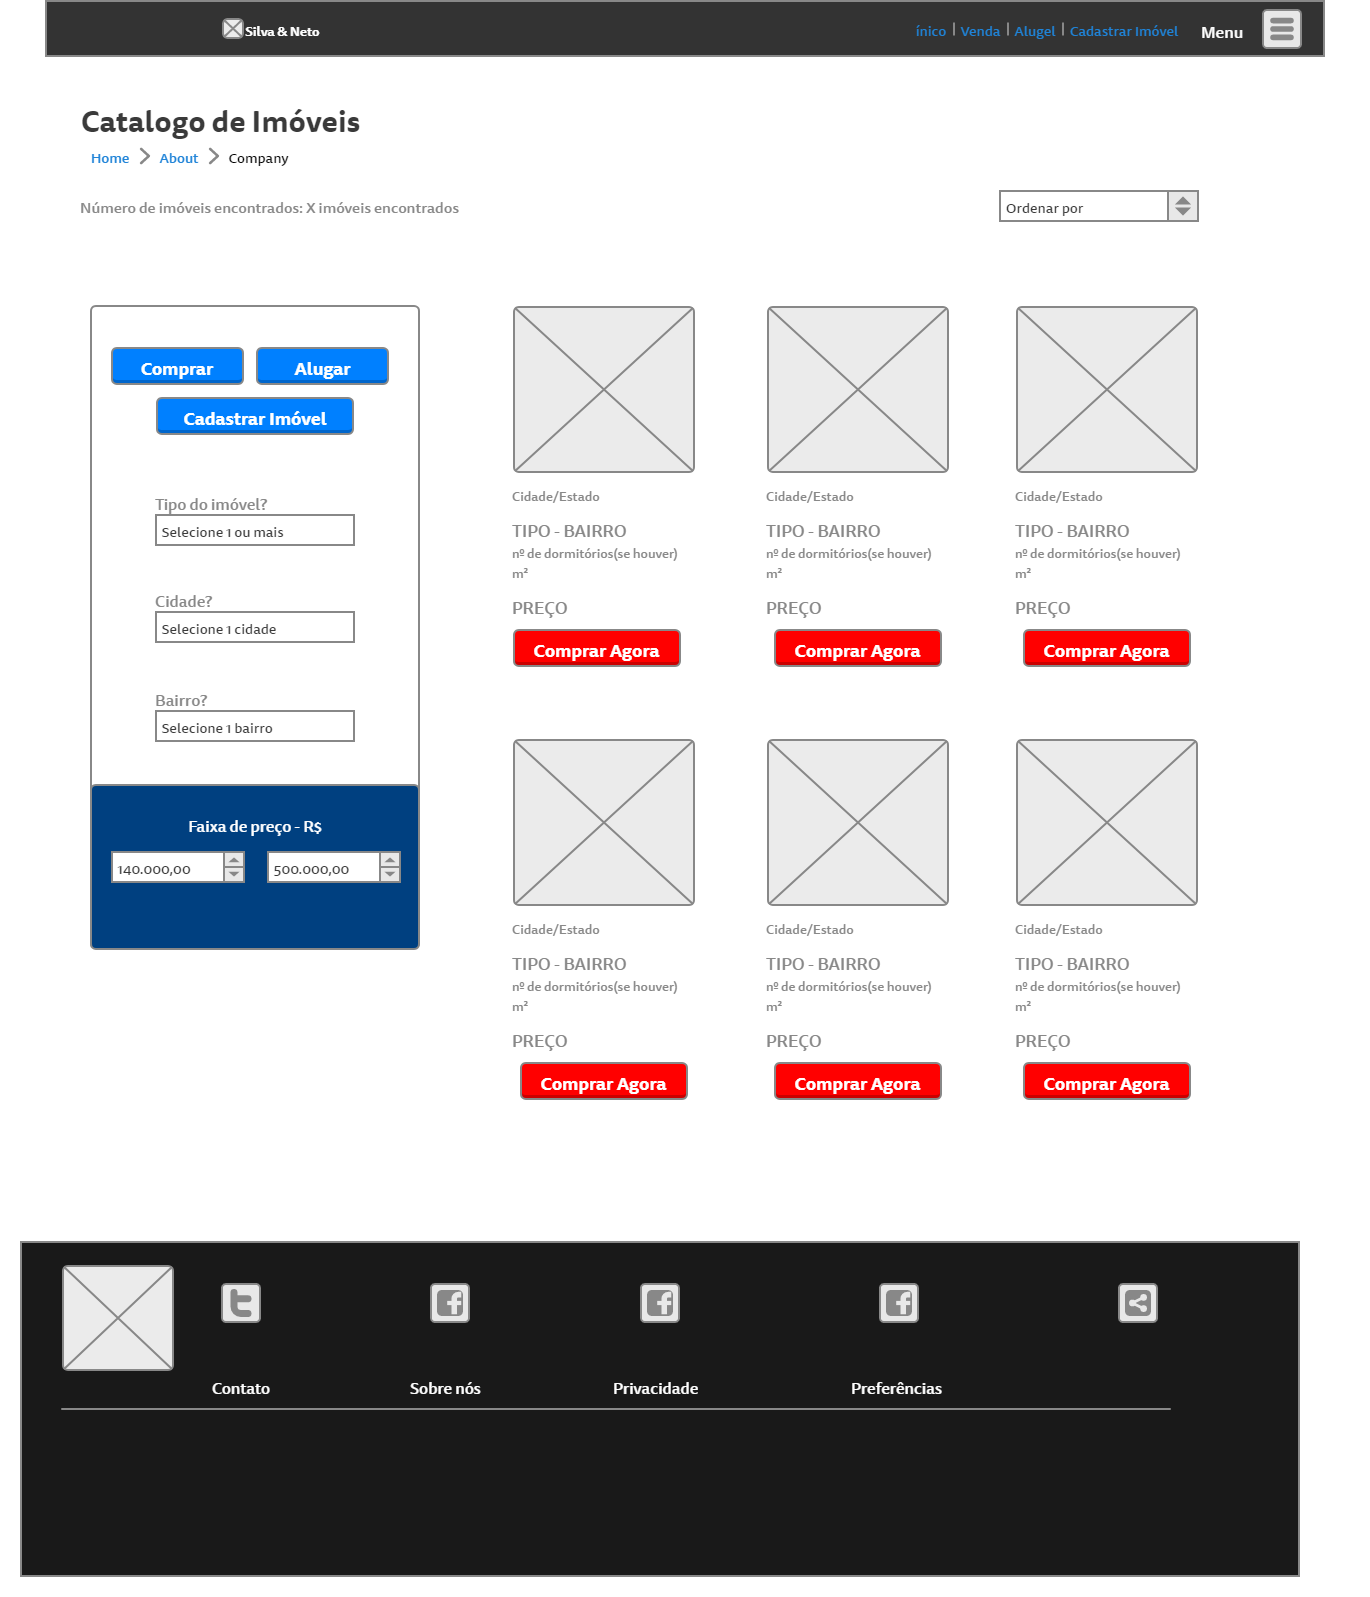 Silva & Neto
ínico | Venda | Alugel | Cadastrar Imóvel
Menu
Catalogo de Imóveis
Home > About > Company
Número de imóveis encontrados: X imóveis encontrados
Ordenar por
Comprar
Alugar
Cadastrar Imóvel
Tipo do imóvel?
Selecione 1 ou mais
Cidade?
Selecione 1 cidade
Bairro?
Selecione 1 bairro
Faixa de preço - R$
140.000,00
500.000,00
Cidade/Estado
TIPO - BAIRRO
nº de dormitórios(se houver)
m²
PREÇO
Comprar Agora
Cidade/Estado
TIPO - BAIRRO
nº de dormitórios(se houver)
m²
PREÇO
Comprar Agora
Cidade/Estado
TIPO - BAIRRO
nº de dormitórios(se houver)
m²
PREÇO
Comprar Agora
Cidade/Estado
TIPO - BAIRRO
nº de dormitórios(se houver)
m²
PREÇO
Comprar Agora
Cidade/Estado
TIPO - BAIRRO
nº de dormitórios(se houver)
m²
PREÇO
Comprar Agora
Cidade/Estado
TIPO - BAIRRO
nº de dormitórios(se houver)
m²
PREÇO
Comprar Agora
Contato
Sobre nós
Privacidade
Preferências